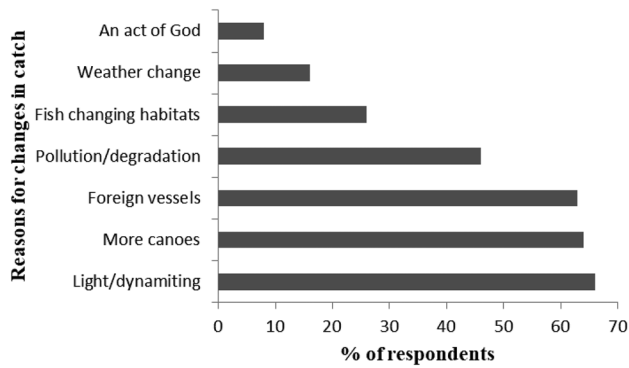 Reasons for changes in catch
An act of God
Weather change
Fish changing habitats
Pollution/degradation
Foreign vessels
More canoes
Light/dynamiting
0 10 20 30 40 50 60 70
% of respondents